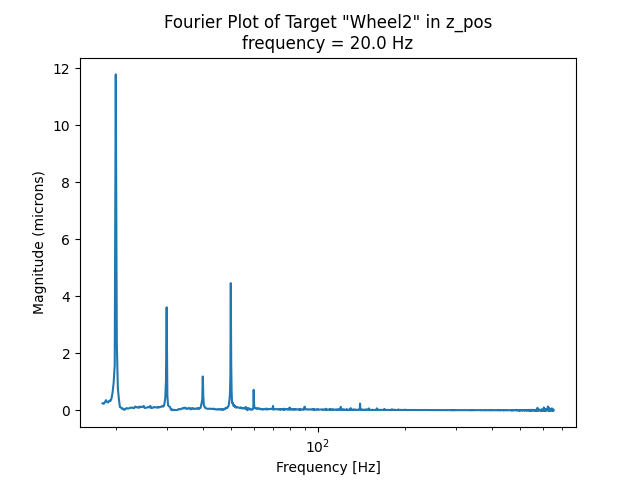 Fourier Plot of Target "Wheel2" in z_pos
frequency = 20.0 Hz
Magnitude (microns)
12
10
8
6
4
2
0
10²
Frequency [Hz]